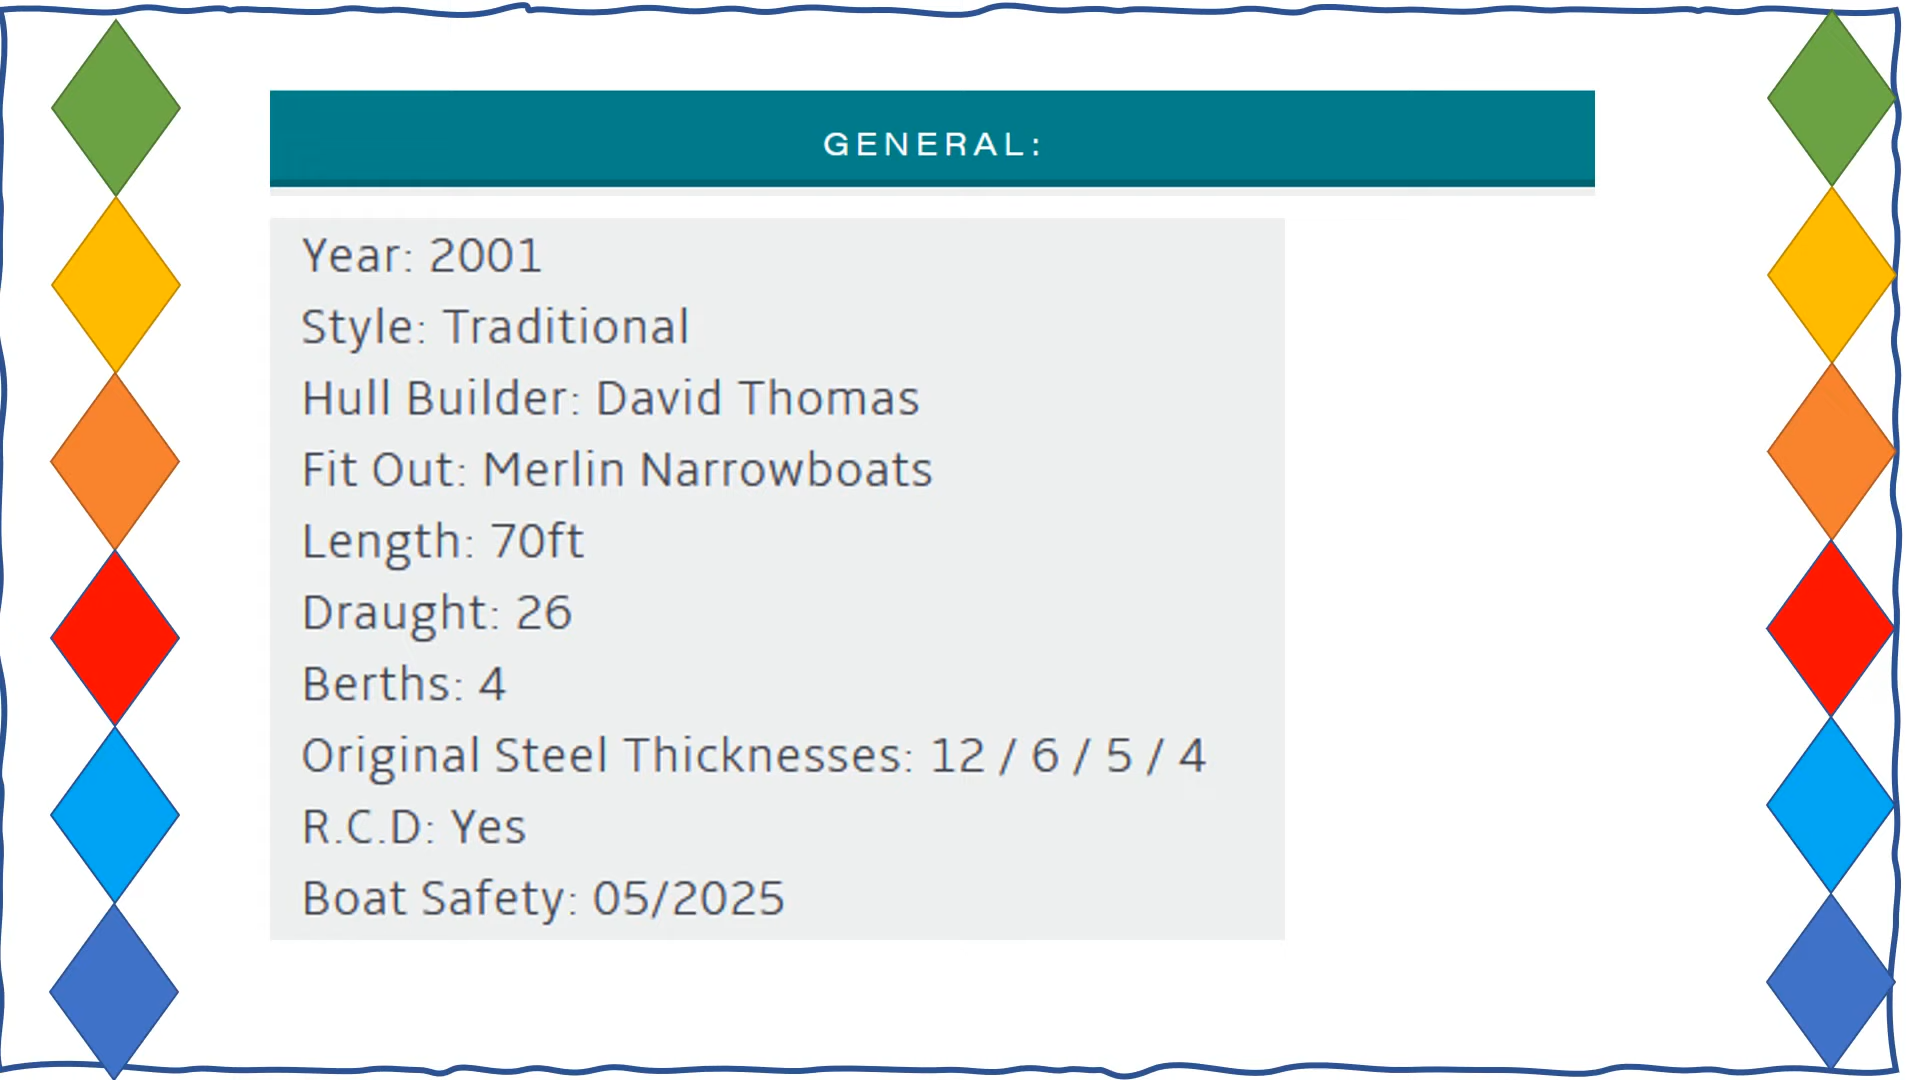 GENERAL:
Year: 2001
Style: Traditional
Hull Builder: David Thomas
Fit Out: Merlin Narrowboats
Length: 70ft
Draught: 26
Berths: 4
Original Steel Thicknesses: 12 / 6 / 5 / 4
R.C.D: Yes
Boat Safety: 05/2025